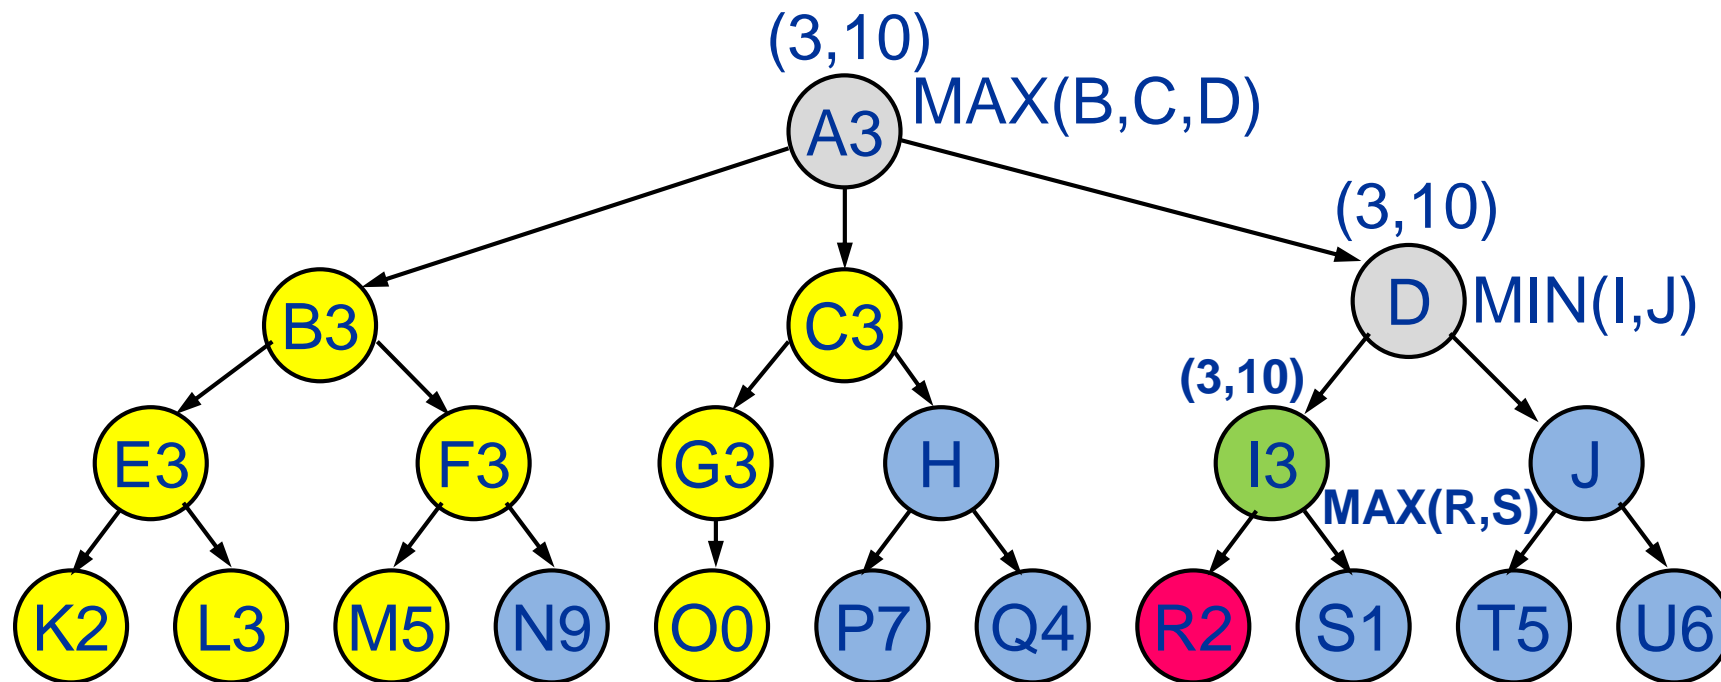 (3,10)
A3 MAX(B,C,D)
(3,10)
B3 C3 D MIN(I,J)
(3,10)
E3 F3 G3 H I3 J
MAX(R,S)
K2 L3 M5 N9 O0 P7 Q4 R2 S1 T5 U6